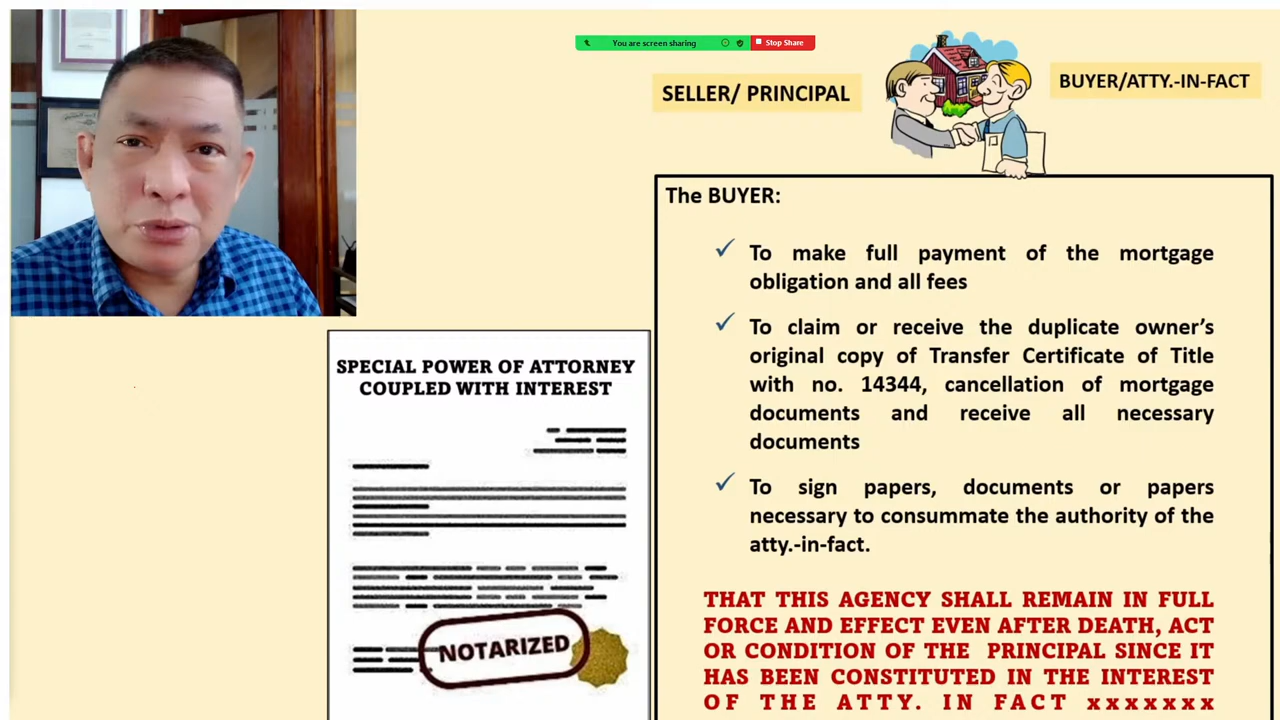 You are screen sharing
Stop Share
SELLER/ PRINCIPAL
BUYER/ATTY.-IN-FACT
The BUYER:
✓ To make full payment of the mortgage
obligation and all fees
✓ To claim or receive the duplicate owner's
original copy of Transfer Certificate of Title
with no. 14344, cancellation of mortgage
documents and receive all necessary
documents
✓ To sign papers, documents or papers
necessary to consummate the authority of the
atty.-in-fact.
THAT THIS AGENCY SHALL REMAIN IN FULL
FORCE AND EFFECT EVEN AFTER DEATH, ACT
OR CONDITION OF THE PRINCIPAL SINCE IT
HAS BEEN CONSTITUTED IN THE INTEREST
OF THE ATTY. IN FACT xxxxxxx
SPECIAL POWER OF ATTORNEY
COUPLED WITH INTEREST
NOTARIZED